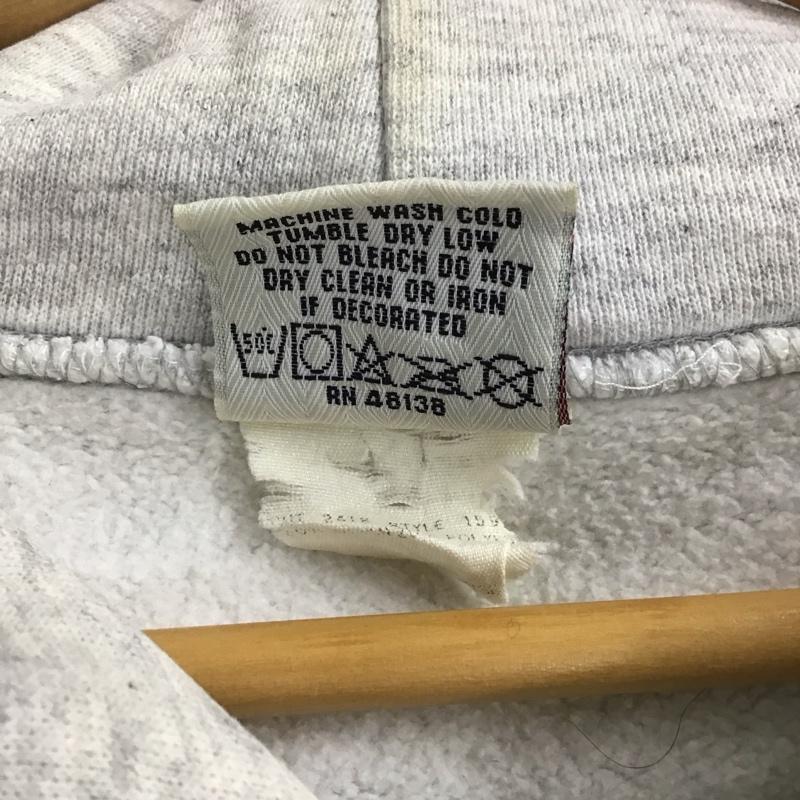 MACHINE WASH COLD
TUMBLE DRY LOW
DO NOT BLEACH DO NOT
DRY CLEAN OR IRON
IF DECORATED
50C
RN 48138
STYLE